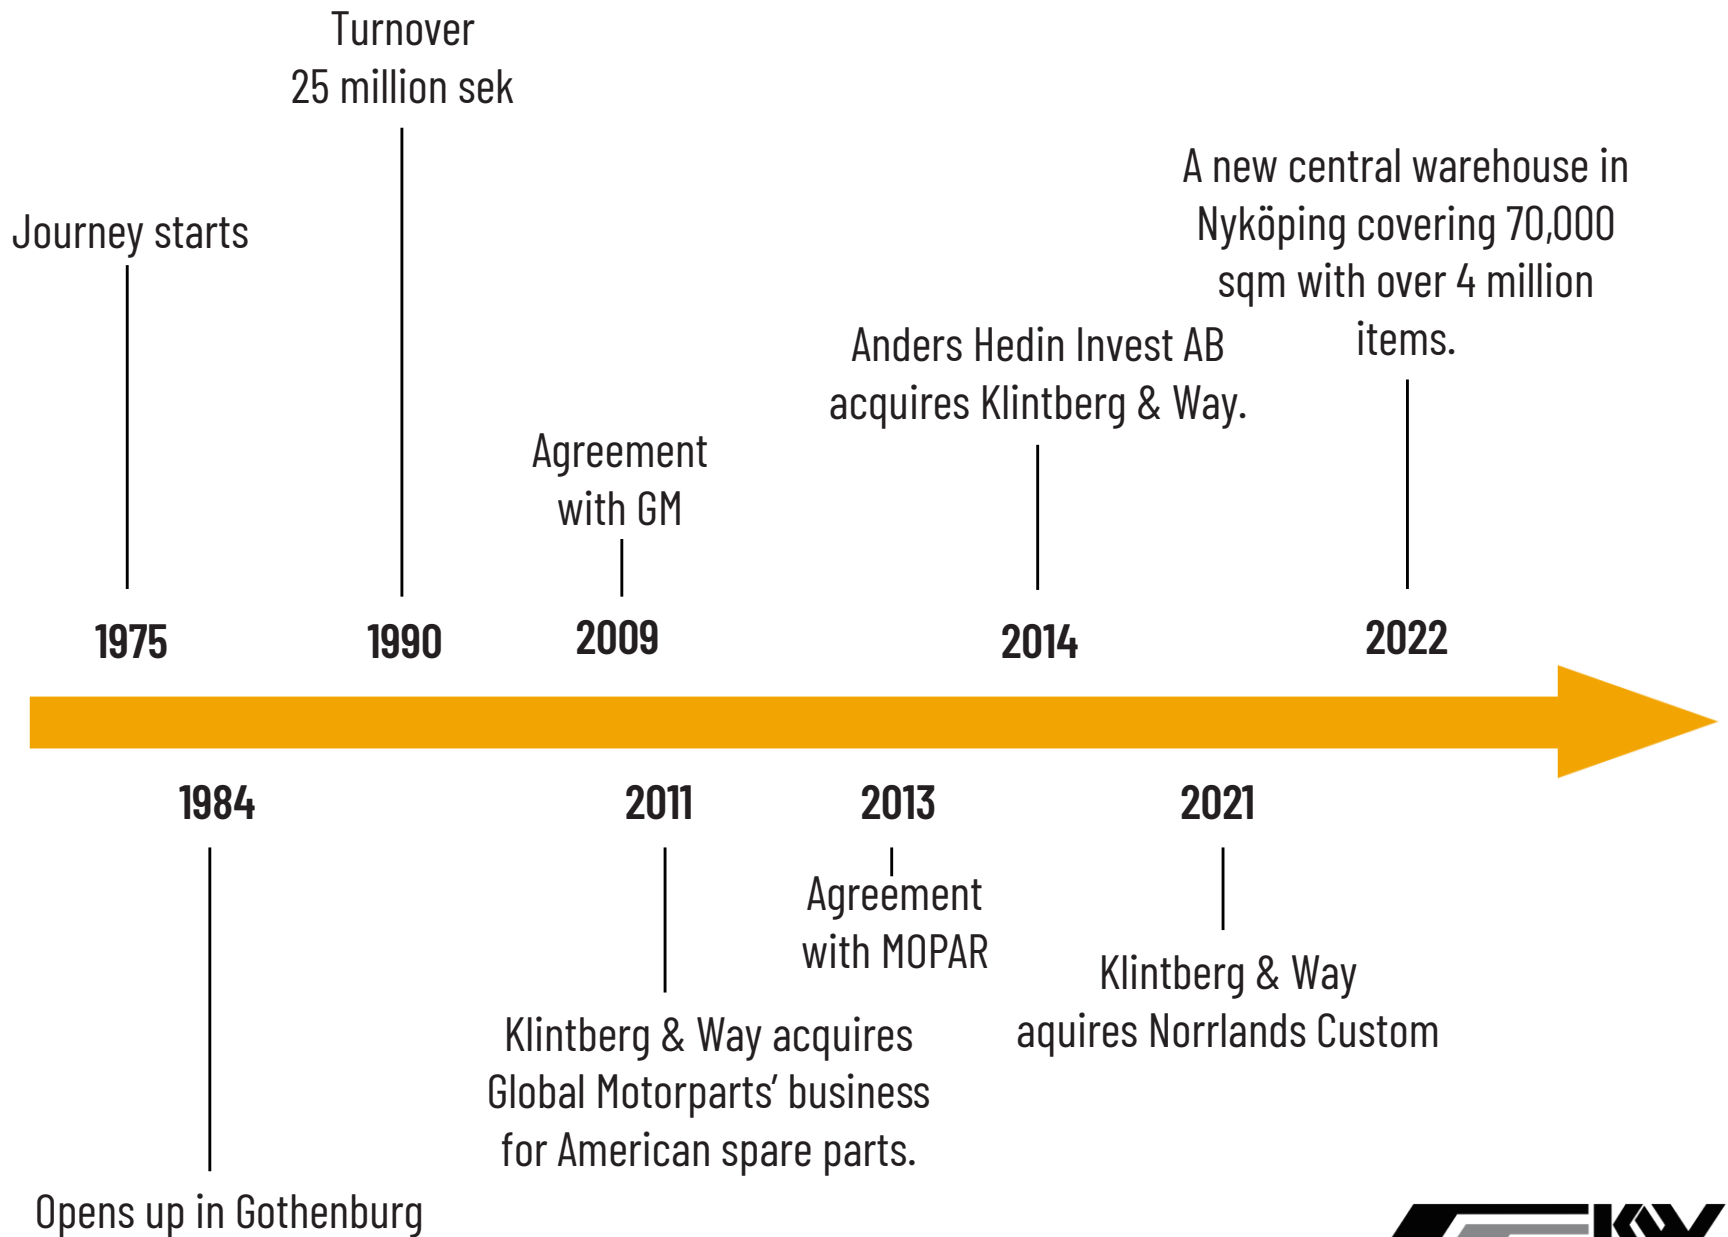 Turnover
25 million sek
Journey starts
A new central warehouse in
Nyköping covering 70,000
sqm with over 4 million
items.
Anders Hedin Invest AB
acquires Klintberg & Way.
Agreement
with GM
1975
1990
2009
2014
2022
1984
2011
2013
2021
Agreement
with MOPAR
Klintberg & Way
aquires Norrlands Custom
Klintberg & Way acquires
Global Motorparts’ business
for American spare parts.
Opens up in Gothenburg
KW